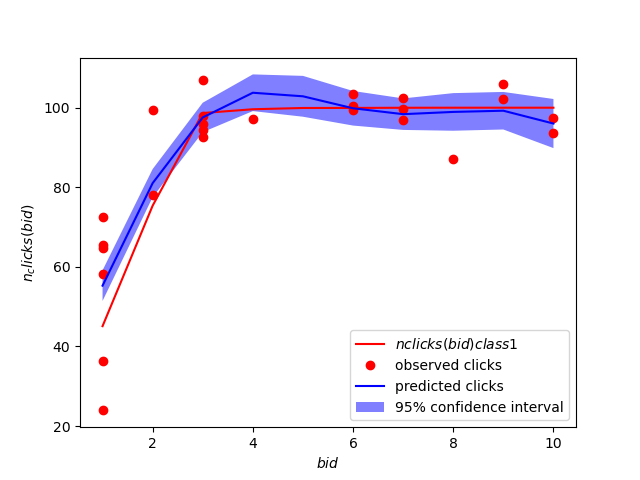 100
80
60
40
20
n_clicks(bid)
2
4
6
8
10
bid
nclicks(bid)class1
observed clicks
predicted clicks
95% confidence interval